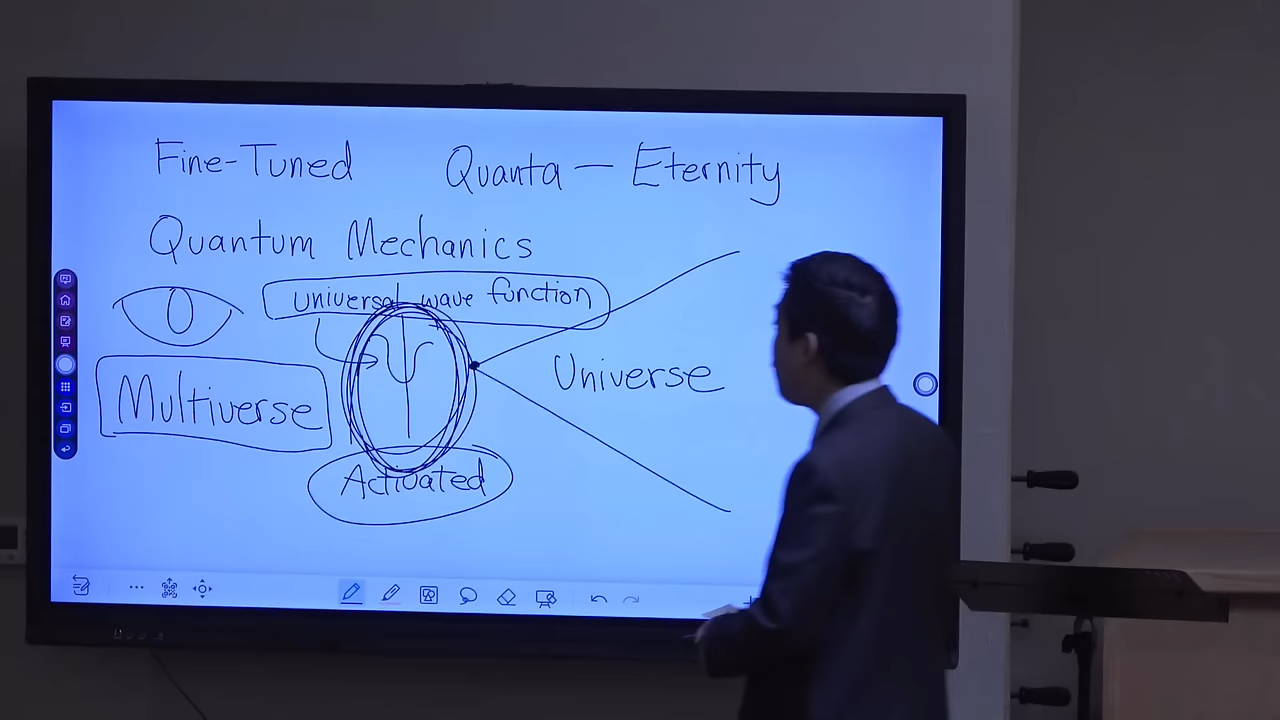 Fine-Tuned Quanta — Eternity
Quantum Mechanics
universal wave function
Ψ
Multiverse
Universe
Activated